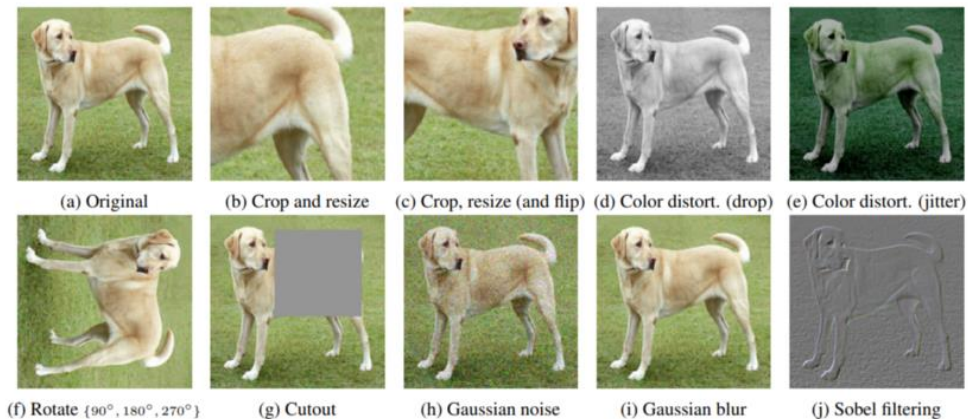 (a) Original
(b) Crop and resize
(c) Crop, resize (and flip)
(d) Color distort. (drop)
(e) Color distort. (jitter)
(f) Rotate {90°, 180°, 270°}
(g) Cutout
(h) Gaussian noise
(i) Gaussian blur
(j) Sobel filtering